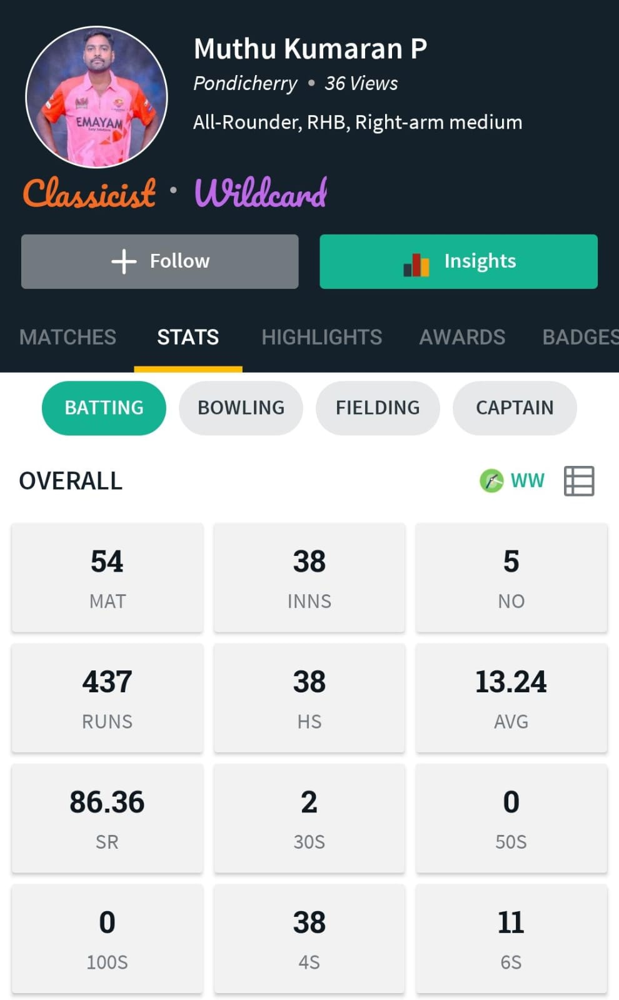 Muthu Kumaran P
Pondicherry • 36 Views
All-Rounder, RHB, Right-arm medium
EMAYAM
Classicist • Wildcard
+ Follow
Insights
MATCHES STATS HIGHLIGHTS AWARDS BADGES
BATTING BOWLING FIELDING CAPTAIN
OVERALL WW
54 38 5
MAT INNS NO
437 38 13.24
RUNS HS AVG
86.36 2 0
SR 30S 50S
0 38 11
100S 4S 6S